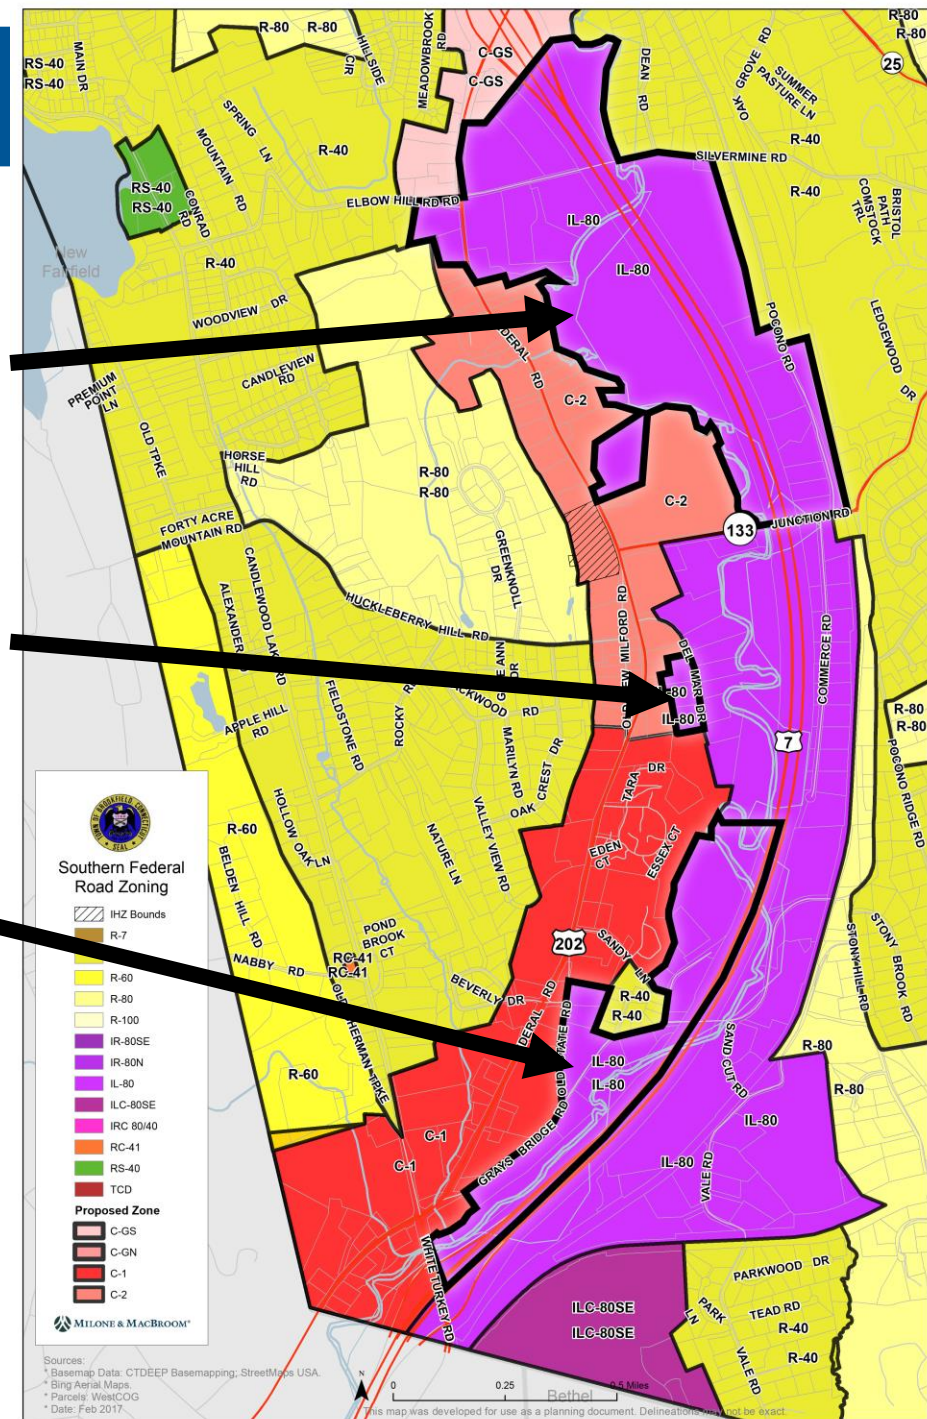 R-80
R-80
R-80
R-80
HILLSIDE
CIR
MEADOWBROOK
RD
C-GS
C-GS
RS-40
RS-40
MAIN DR
DEAN RD
OAK GROVE RD
SUMMER
PASTURE LN
25
SPRING LN
MOUNTAIN RD
R-40
R-40
SILVERMINE RD
R-40
RS-40
RS-40
CONRAD
RD
ELBOW HILL RD RD
IL-80
IL-80
BRISTOL
PATH
COMSTOCK
TRL
New
Fairfield
R-40
WOODVIEW DR
POCONO RD
LEDGEWOOD DR
CANDLEVIEW
RD
PREMIUM
POINT
LN
OLD TPKE
C-2
HORSE
HILL
RD
R-80
R-80
C-2
FORTY ACRE
MOUNTAIN RD
GREENKNOLL
DR
133
JUNCTION RD
CANDLEWOOD LAKE RD
ALEXANDER
HUCKLEBERRY HILL RD
OLD NEW MILFORD RD
DEL MAR DR
COMMERCE RD
FIELDSTONE RD
ROCKY
RD
MARILYN RD
IL-80
APPLE HILL
RD
R-80
R-80
7
POCONO RIDGE RD
OAK CREST DR
TARA DR
EDEN
CT
ESSEX CT
HOLLOW OAK LN
NATURE LN
VALLEY VIEW RD
R-60
BELDEN HILL RD
NABBY RD
POND
BROOK
CT
RC-41
RC-41
202
SANDY LN
R-40
R-40
BEVERLY DR
STONY HILL RD
STONY BROOK
RD
OLD SHERMAN TPKE
SAND CUT RD
IL-80
IL-80
R-80
R-80
R-60
C-1
C-1
GRAYS BRIDGE RD
IL-80
IL-80
VALE RD
WHITE TURKEY RD
ILC-80SE
ILC-80SE
PARK
LN
PARKWOOD DR
TEAD RD
R-40
R-40
VALE RD
TOWN OF BROOKFIELD CONNECTICUT
SEAL
Southern Federal
Road Zoning
IHZ Bounds
R-7
R-60
R-80
R-100
IR-80SE
IR-80N
IL-80
ILC-80SE
IRC 80/40
RC-41
RS-40
TCD
Proposed Zone
C-GS
C-GN
C-1
C-2
MILONE & MACBROOM®
Sources:
* Basemap Data: CTDEEP Basemapping; StreetMaps USA.
* Bing Aerial Maps.
* Parcels: WestCOG
* Date: Feb 2017
N
0 0.25 0.5 Miles
Bethel
This map was developed for use as a planning document. Delineations may not be exact.